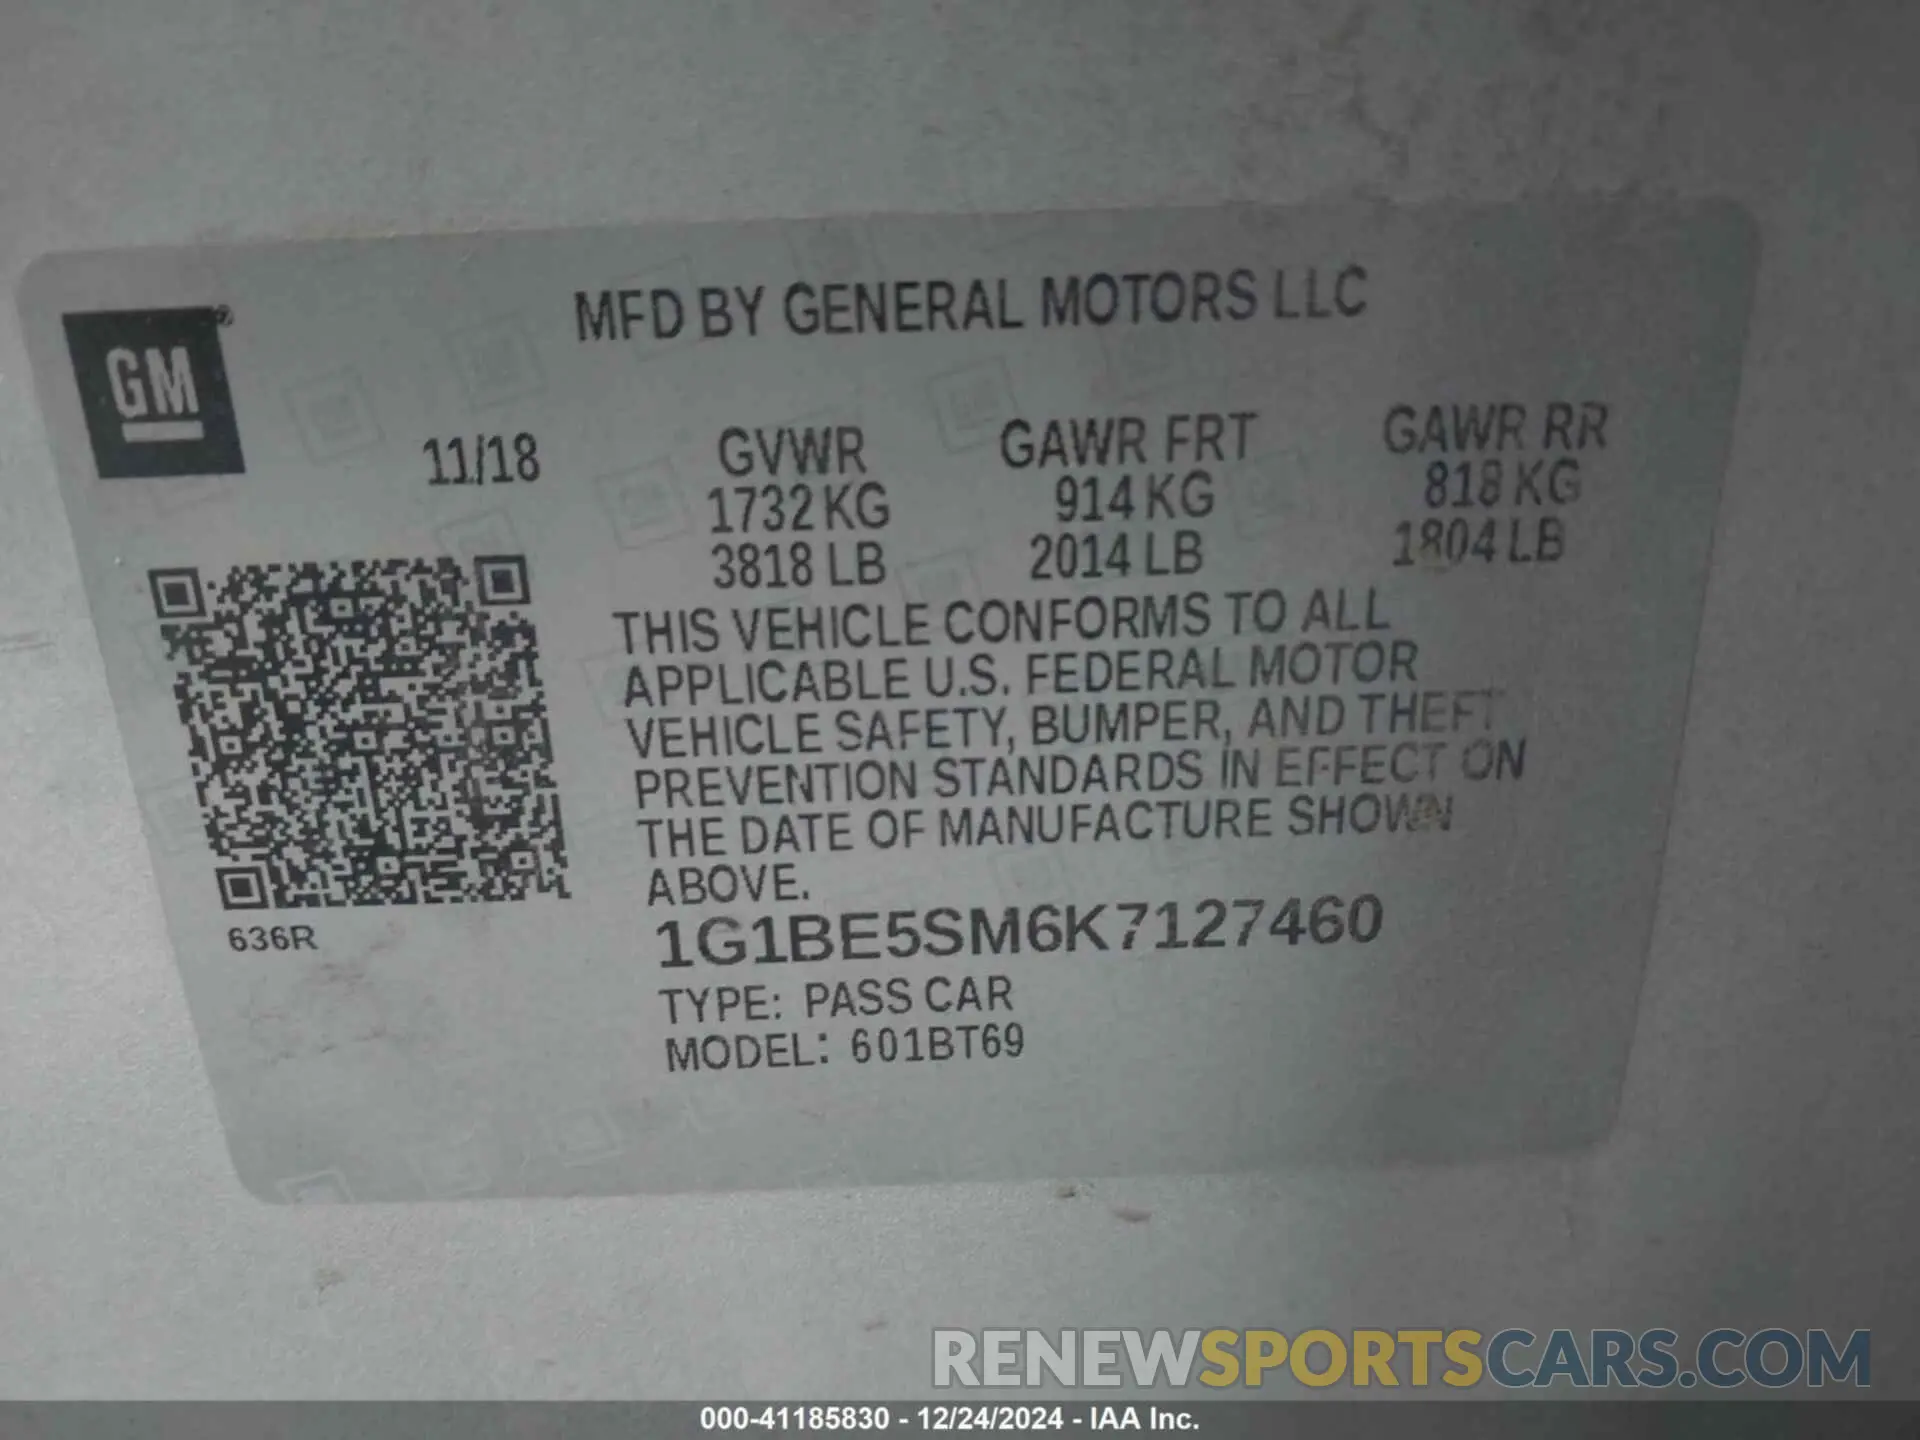 MFD BY GENERAL MOTORS LLC
GM
11/18 GVWR GAWR FRT GAWR RR
1732 KG 914 KG 818 KG
3818 LB 2014 LB 1804 LB
THIS VEHICLE CONFORMS TO ALL
APPLICABLE U.S. FEDERAL MOTOR
VEHICLE SAFETY, BUMPER, AND THEFT
PREVENTION STANDARDS IN EFFECT ON
THE DATE OF MANUFACTURE SHOWN
ABOVE.
636R
1G1BE5SM6K7127460
TYPE: PASS CAR
MODEL: 601BT69
RENEWSPORTSCARS.COM
000-41185830 - 12/24/2024 - IAA Inc.